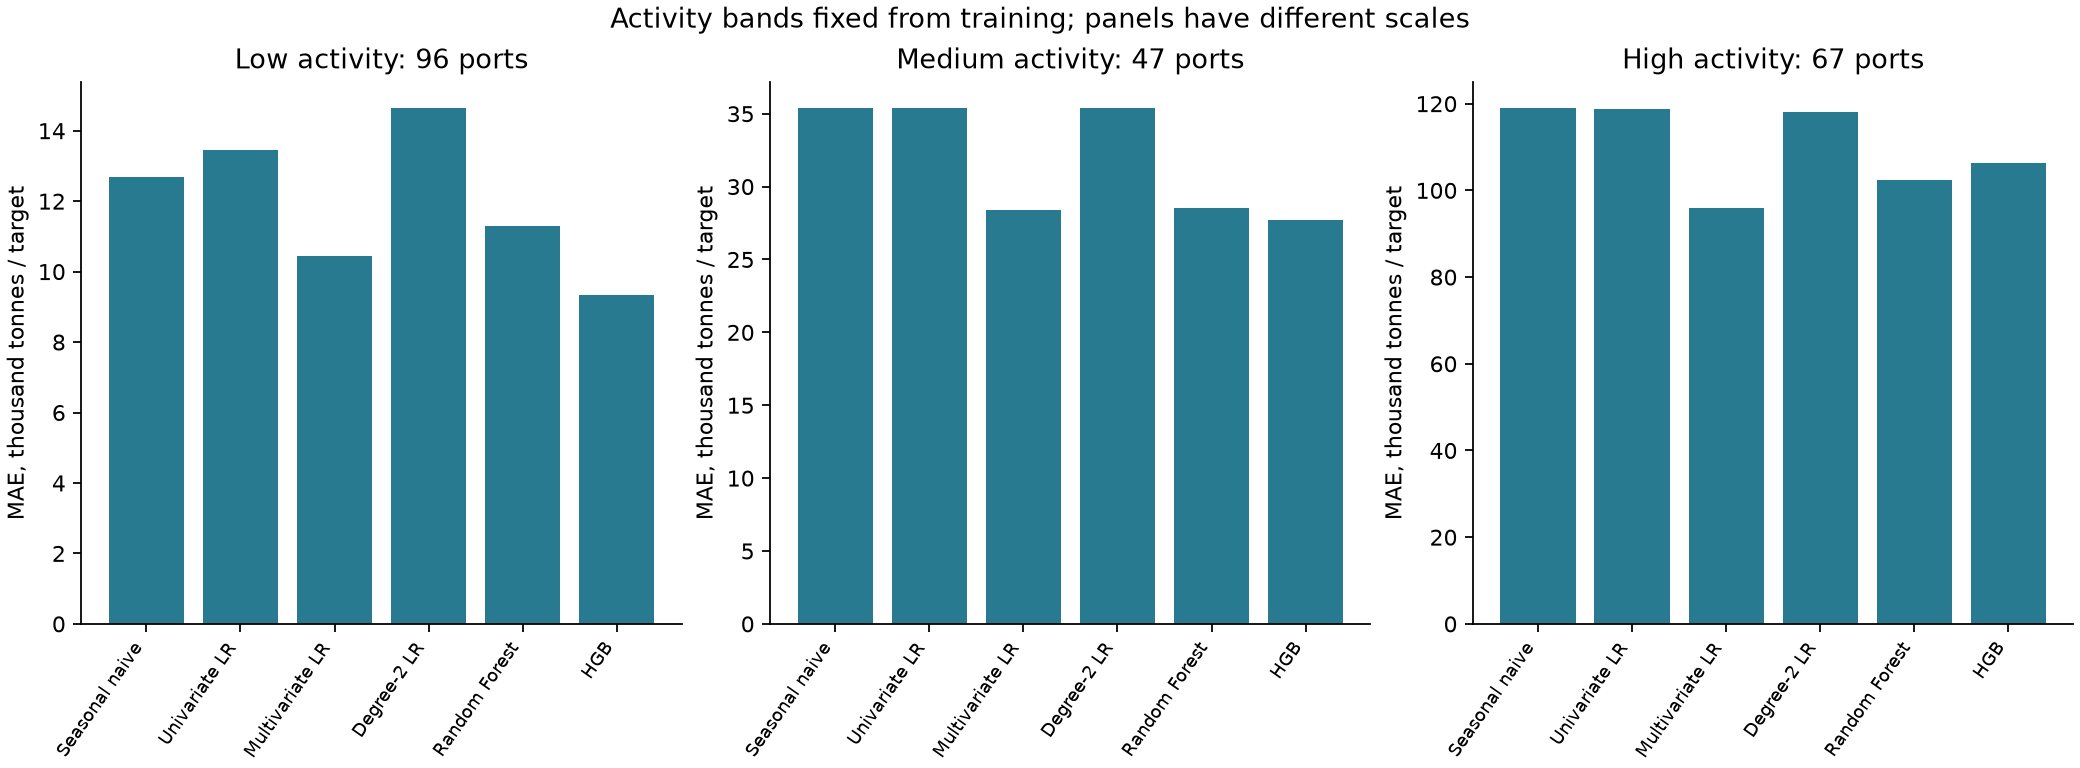 Activity bands fixed from training; panels have different scales
Low activity: 96 ports
MAE, thousand tonnes / target
14
12
10
8
6
4
2
0
Seasonal naive
Univariate LR
Multivariate LR
Degree-2 LR
Random Forest
HGB
Medium activity: 47 ports
MAE, thousand tonnes / target
35
30
25
20
15
10
5
0
Seasonal naive
Univariate LR
Multivariate LR
Degree-2 LR
Random Forest
HGB
High activity: 67 ports
MAE, thousand tonnes / target
120
100
80
60
40
20
0
Seasonal naive
Univariate LR
Multivariate LR
Degree-2 LR
Random Forest
HGB